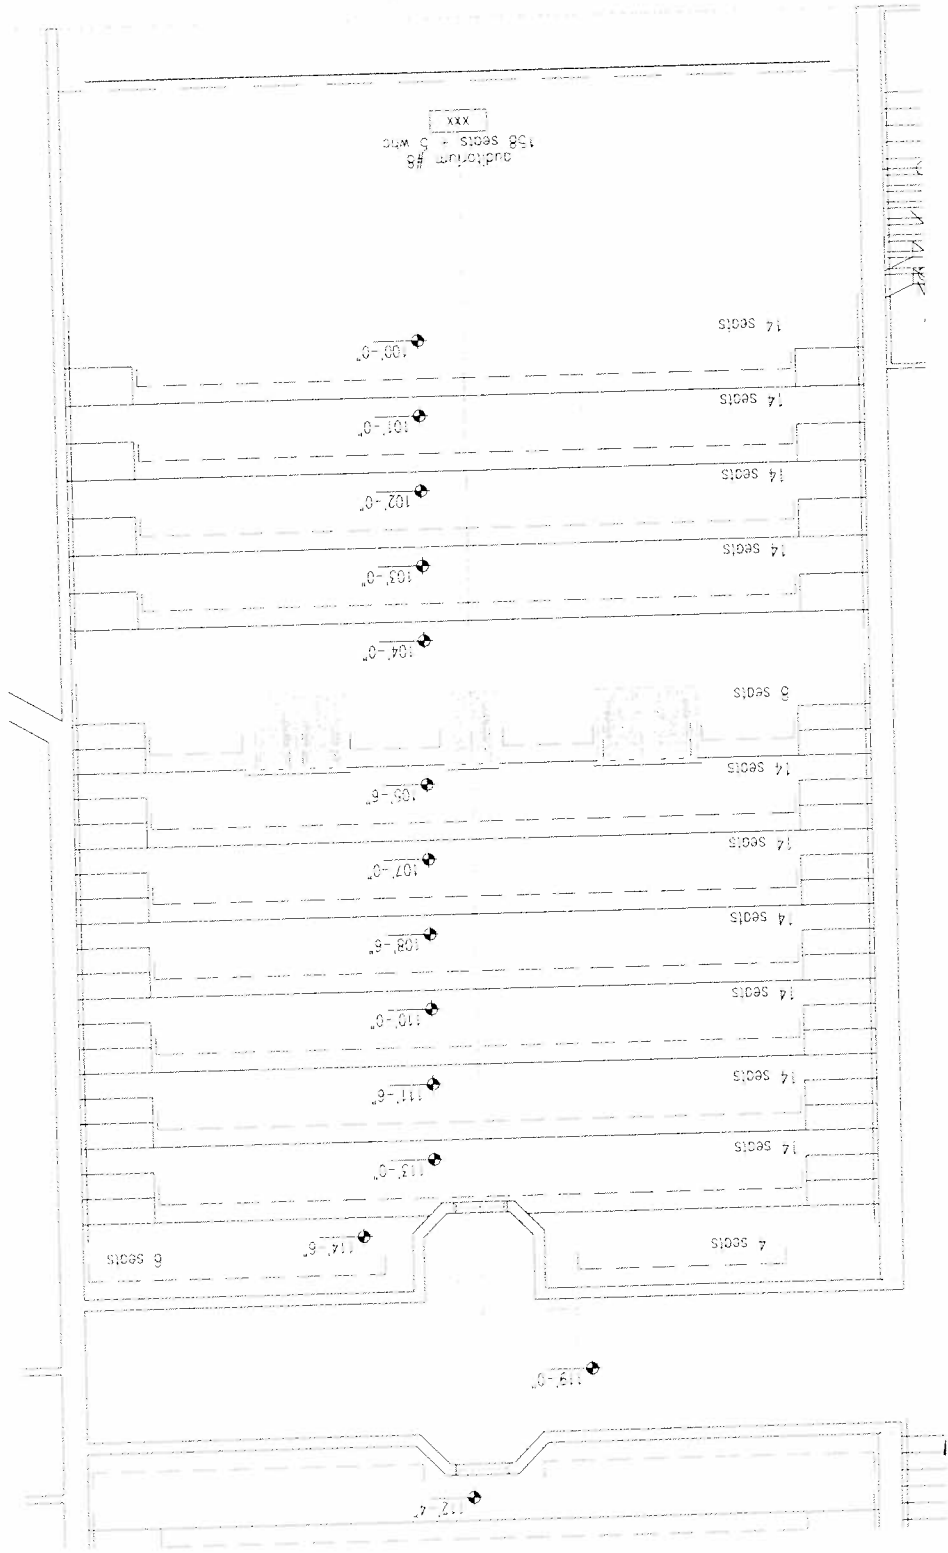 112'-4"
119'-0"
4 seats
114'-6"
6 seats
14 seats
113'-0"
14 seats
111'-6"
14 seats
110'-0"
14 seats
108'-6"
14 seats
107'-0"
14 seats
105'-6"
8 seats
104'-0"
14 seats
103'-0"
14 seats
102'-0"
14 seats
101'-0"
14 seats
100'-0"
auditorium #8
158 seats + 5 whc
xxx